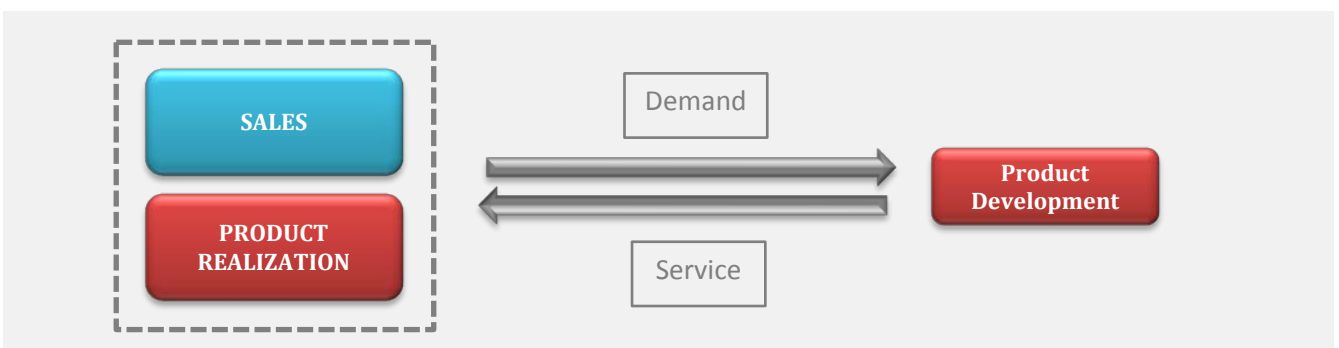 SALES
PRODUCT
REALIZATION
Demand
Service
Product
Development